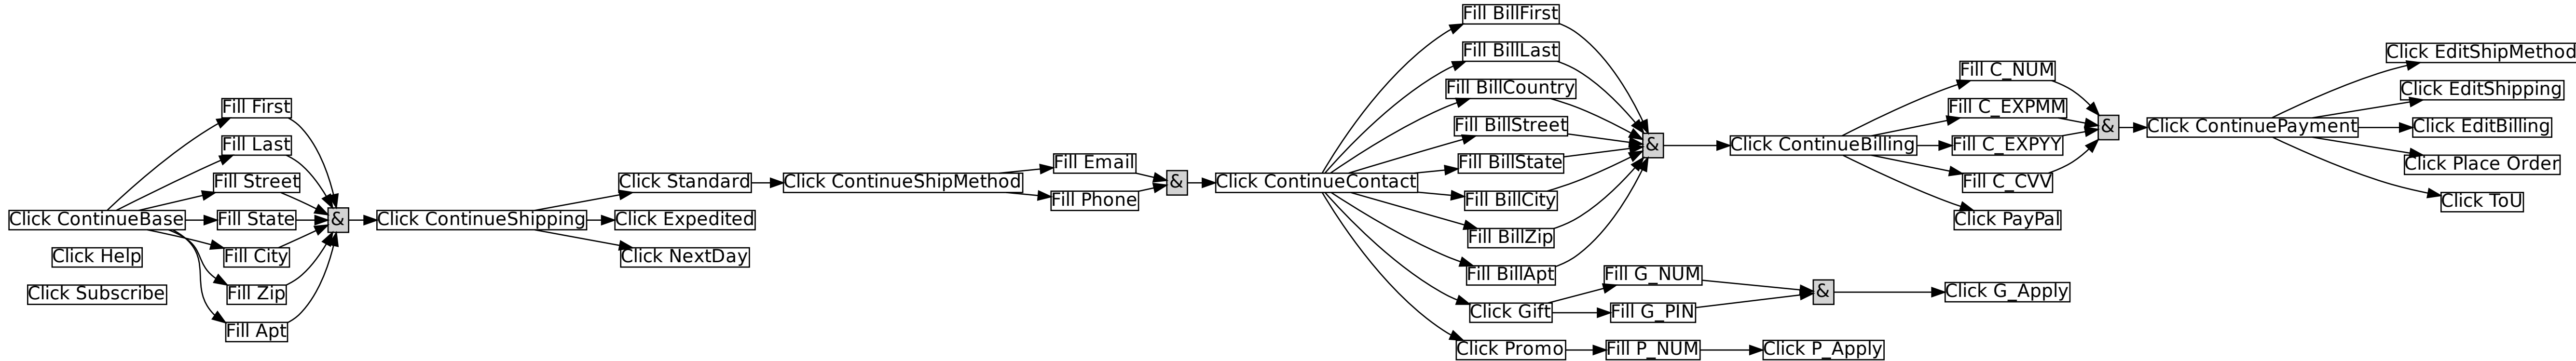 Click ContinueBase
Click Help
Click Subscribe
Fill First
Fill Last
Fill Street
Fill State
Fill City
Fill Zip
Fill Apt
&
Click ContinueShipping
Click Standard
Click Expedited
Click NextDay
Click ContinueShipMethod
Fill Email
Fill Phone
&
Click ContinueContact
Fill BillFirst
Fill BillLast
Fill BillCountry
Fill BillStreet
Fill BillState
Fill BillCity
Fill BillZip
Fill BillApt
Click Gift
Click Promo
&
Fill G_NUM
Fill G_PIN
Fill P_NUM
&
Click P_Apply
Click G_Apply
Click ContinueBilling
Fill C_NUM
Fill C_EXPMM
Fill C_EXPYY
Fill C_CVV
Click PayPal
&
Click ContinuePayment
Click EditShipMethod
Click EditShipping
Click EditBilling
Click Place Order
Click ToU